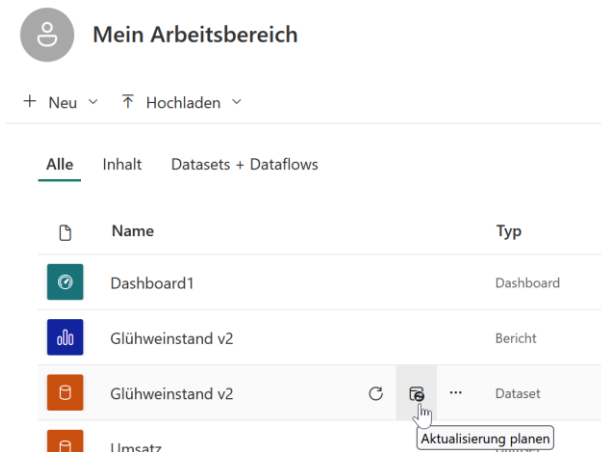 Mein Arbeitsbereich
Neu Hochladen
Alle Inhalt Datasets + Dataflows
Name Typ
Dashboard1 Dashboard
Glühweinstand v2 Bericht
Glühweinstand v2 Dataset
Aktualisierung planen
Umsatz